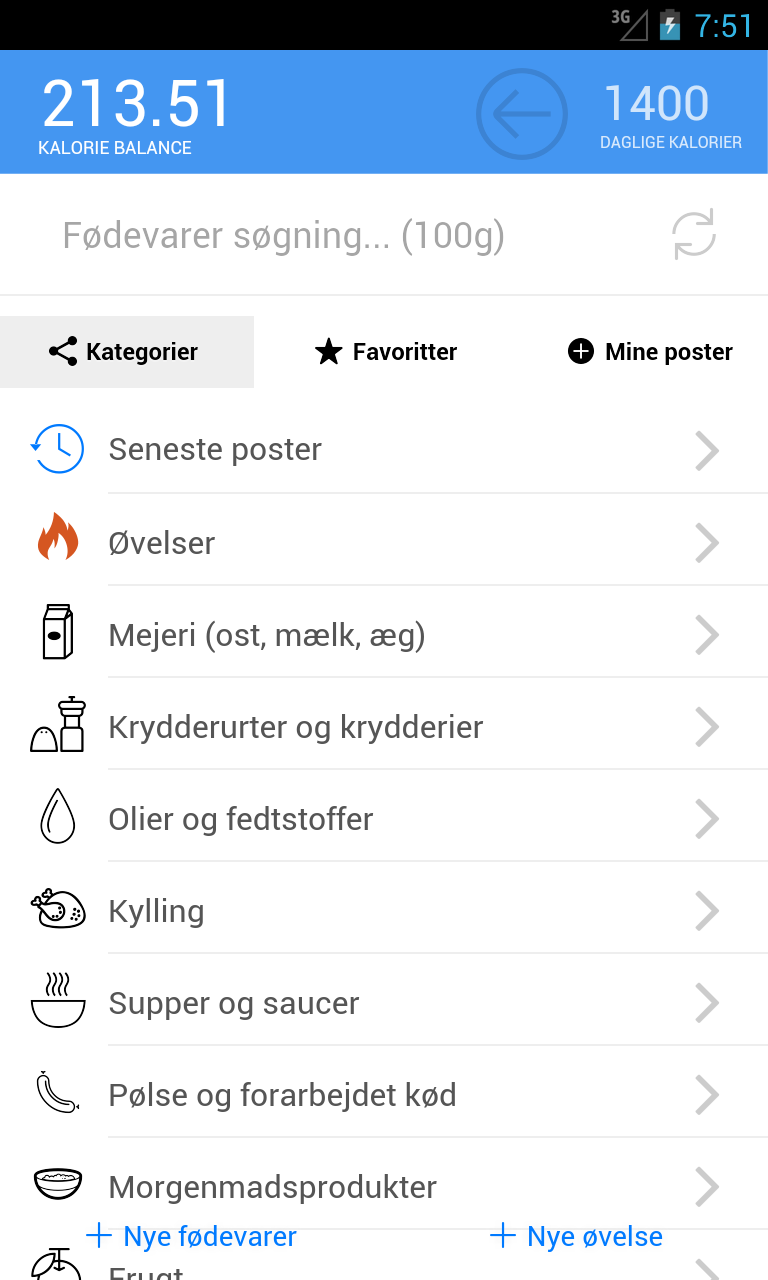 3G 7:51
213.51
KALORIE BALANCE
1400
DAGLIGE KALORIER
Fødevarer søgning... (100g)
Kategorier
Favoritter
Mine poster
Seneste poster
Øvelser
Mejeri (ost, mælk, æg)
Krydderurter og krydderier
Olier og fedtstoffer
Kylling
Supper og saucer
Pølse og forarbejdet kød
Morgenmadsprodukter
Nye fødevarer
Nye øvelse
Frugt